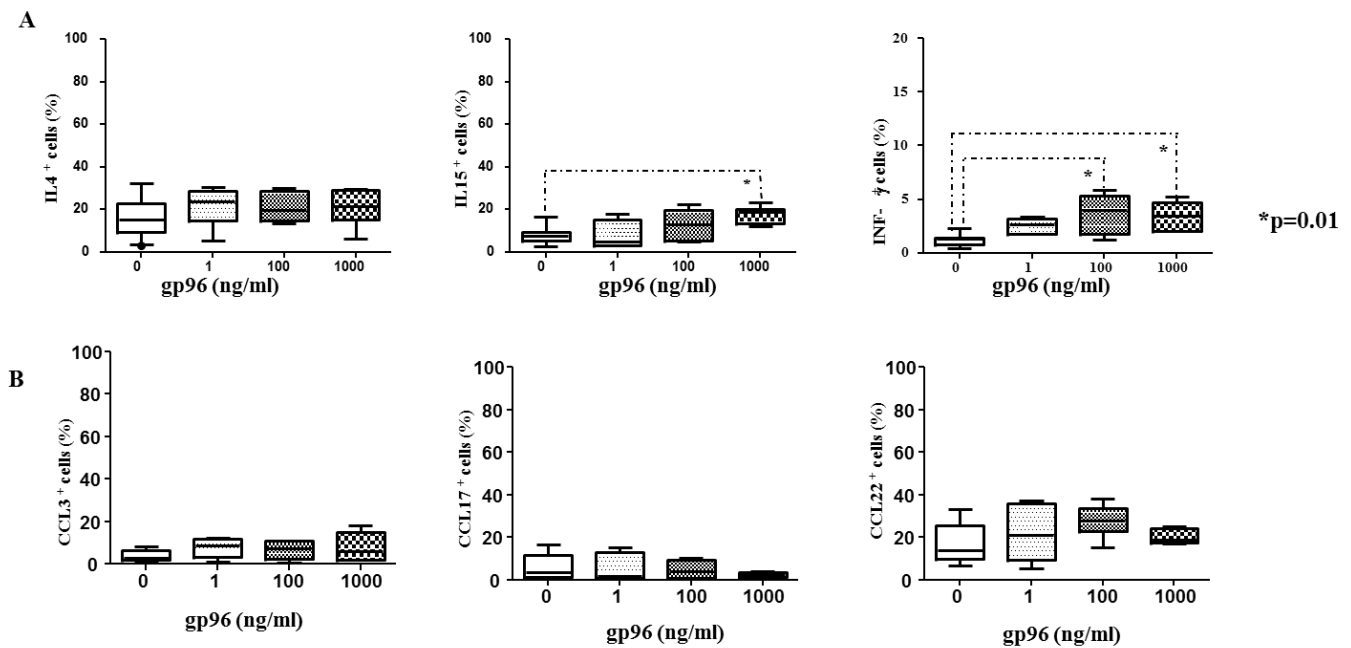 A
100
80
60
40
20
0
IL4 + cells (%)
0 1 100 1000
gp96 (ng/ml)
100
80
60
40
20
0
IL15 + cells (%)
*
0 1 100 1000
gp96 (ng/ml)
20
15
10
5
0
INF- cells (%)
*
*
0 1 100 1000
gp96 (ng/ml)
*p=0.01
B
100
80
60
40
20
0
CCL3 + cells (%)
0 1 100 1000
gp96 (ng/ml)
100
80
60
40
20
0
CCL17 + cells (%)
0 1 100 1000
gp96 (ng/ml)
100
80
60
40
20
0
CCL22 + cells (%)
0 1 100 1000
gp96 (ng/ml)